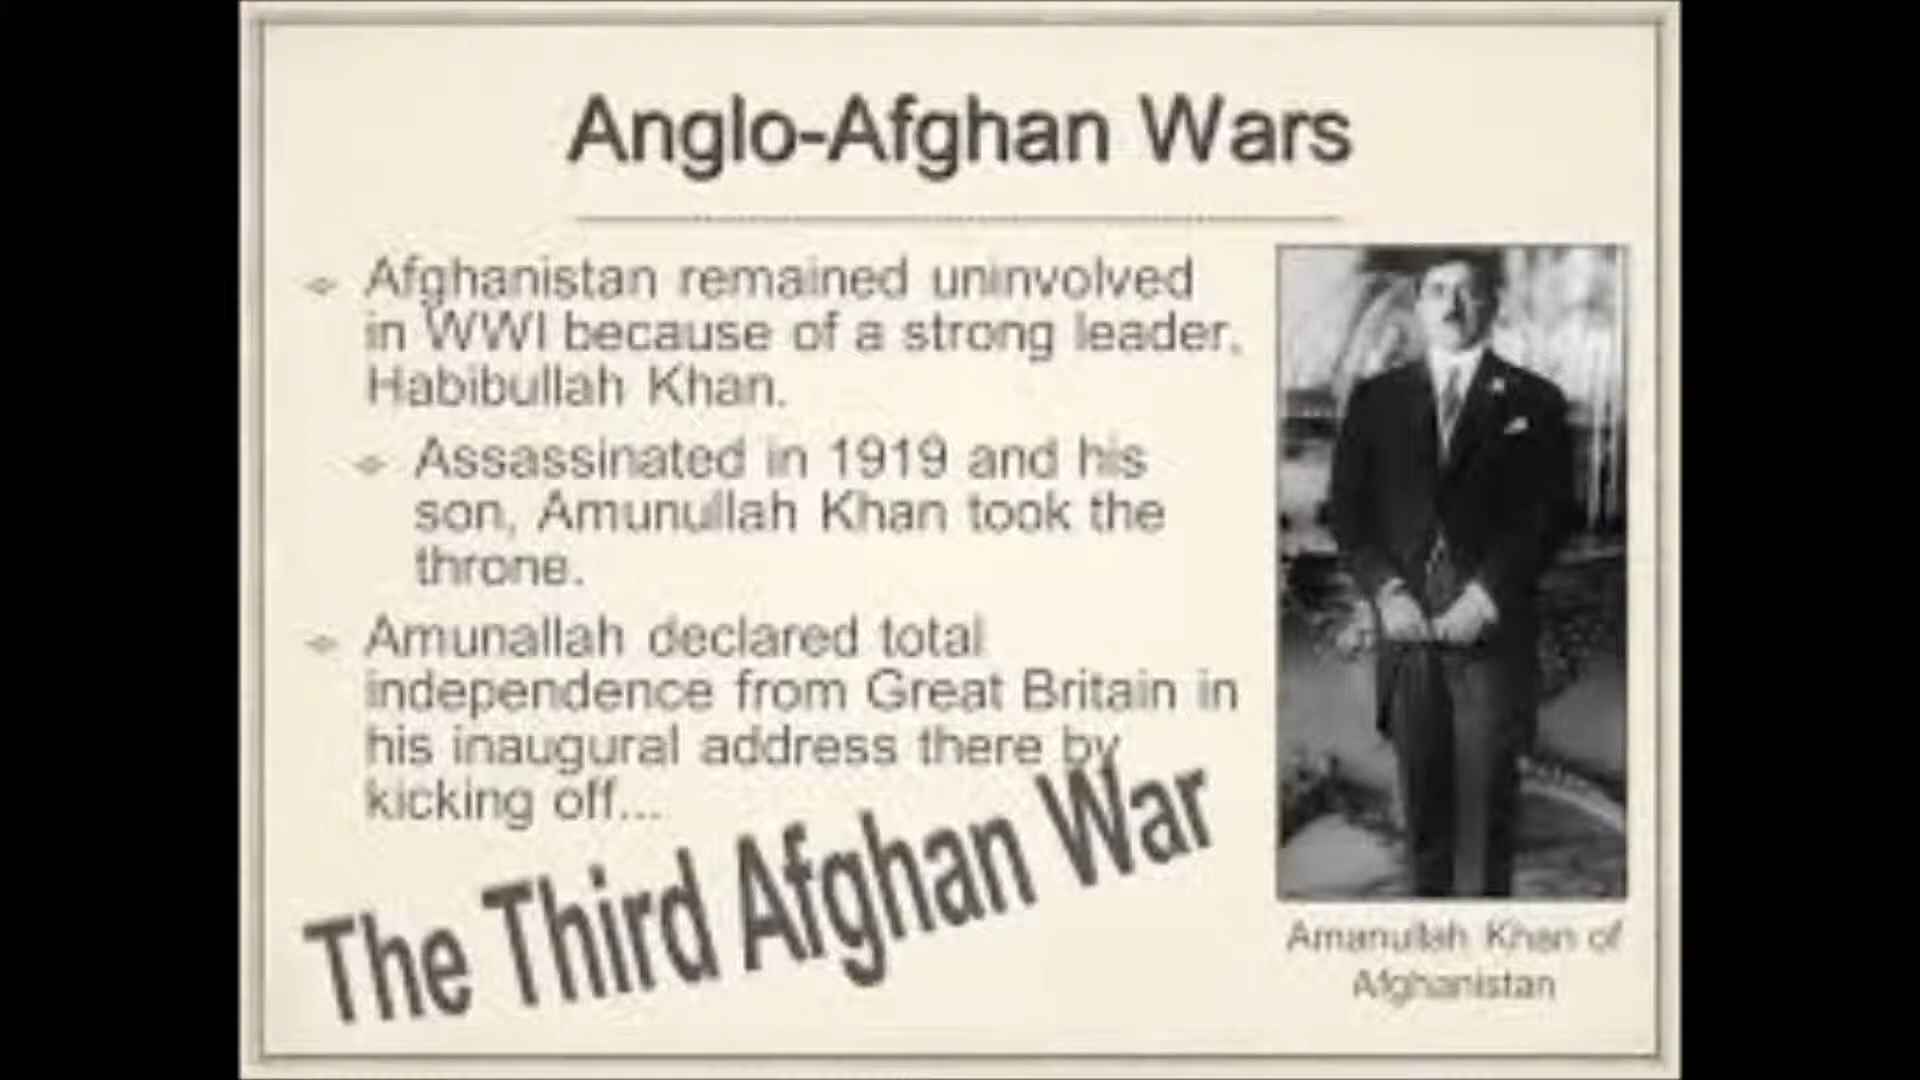 Anglo-Afghan Wars
Afghanistan remained uninvolved
in WWI because of a strong leader,
Habibullah Khan.
Assassinated in 1919 and his
son, Amunullah Khan took the
throne.
Amunallah declared total
independence from Great Britain in
his inaugural address there by
kicking off...
The Third Afghan War
Amanullah Khan of
Afghanistan